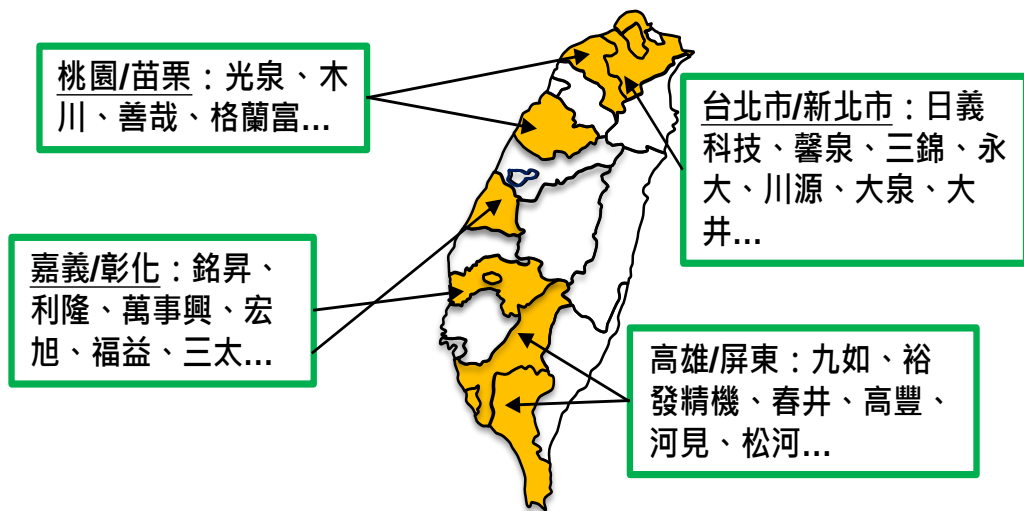 桃園/苗栗：光泉、木
川、善哉、格蘭富...
台北市/新北市：日義
科技、馨泉、三錦、永
大、川源、大泉、大
井...
嘉義/彰化：銘昇、
利隆、萬事興、宏
旭、福益、三太...
高雄/屏東：九如、裕
發精機、春井、高豐、
河見、松河...